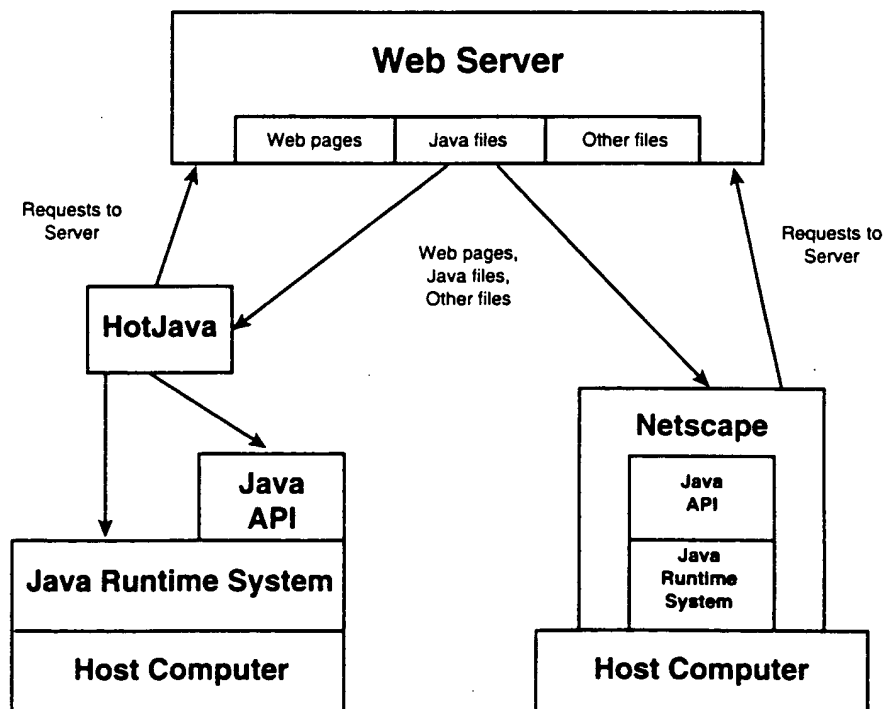 Web Server
Web pages
Java files
Other files
Requests to
Server
Web pages,
Java files,
Other files
Requests to
Server
HotJava
Netscape
Java
API
Java Runtime System
Host Computer
Java
API
Java
Runtime
System
Host Computer